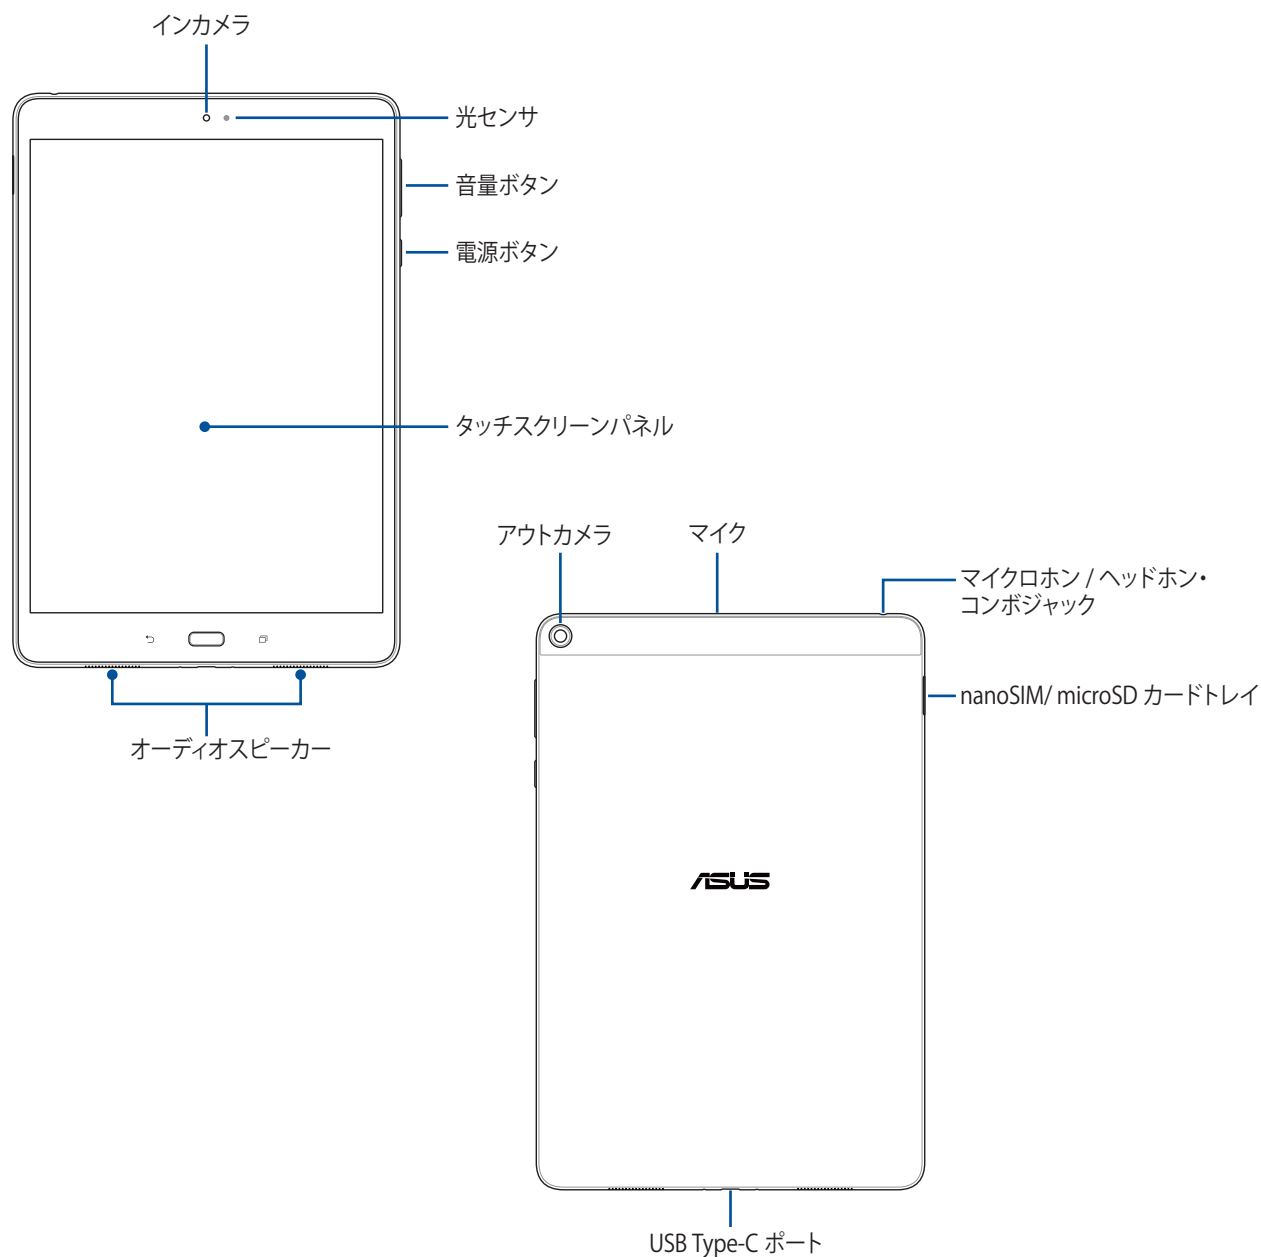 インカメラ
光センサ
音量ボタン
電源ボタン
タッチスクリーンパネル
オーディオスピーカー
アウトカメラ
マイク
マイクロホン / ヘッドホン・
コンボジャック
nanoSIM/ microSD カードトレイ
ASUS
USB Type-C ポート